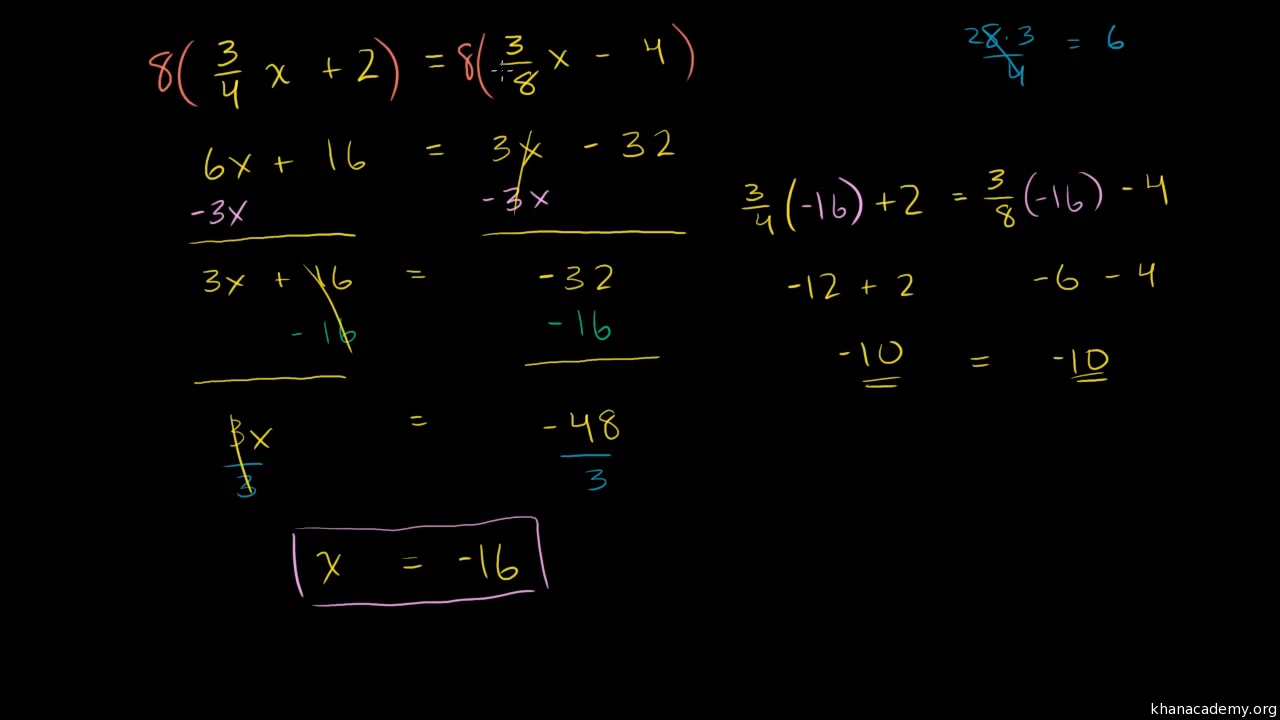 8(3/4 x + 2) = 8(3/8 x - 4)
6x + 16 = 3x - 32
-3x -3x
3x + 16 = -32
- 16 - 16
3x = -48
3 3
x = -16
28·3/4 = 6
3/4(-16) + 2 = 3/8(-16) - 4
-12 + 2 -6 - 4
-10 = -10
khanacademy.org